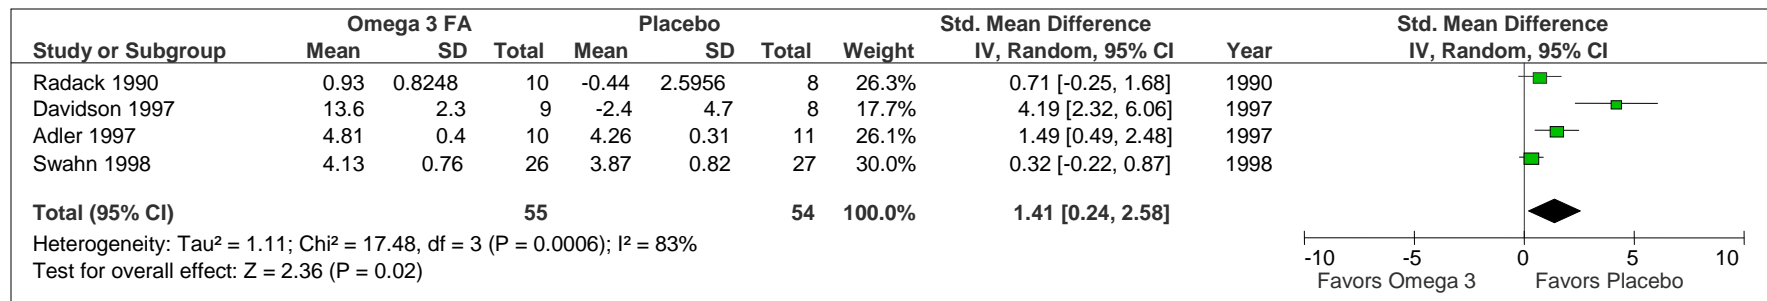 Omega 3 FA Placebo Std. Mean Difference Std. Mean Difference
Study or Subgroup Mean SD Total Mean SD Total Weight IV, Random, 95% CI Year IV, Random, 95% CI
Radack 1990 0.93 0.8248 10 -0.44 2.5956 8 26.3% 0.71 [-0.25, 1.68] 1990
Davidson 1997 13.6 2.3 9 -2.4 4.7 8 17.7% 4.19 [2.32, 6.06] 1997
Adler 1997 4.81 0.4 10 4.26 0.31 11 26.1% 1.49 [0.49, 2.48] 1997
Swahn 1998 4.13 0.76 26 3.87 0.82 27 30.0% 0.32 [-0.22, 0.87] 1998
Total (95% CI) 55 54 100.0% 1.41 [0.24, 2.58]
Heterogeneity: Tau² = 1.11; Chi² = 17.48, df = 3 (P = 0.0006); I² = 83%
Test for overall effect: Z = 2.36 (P = 0.02)
-10 -5 0 5 10
Favors Omega 3 Favors Placebo